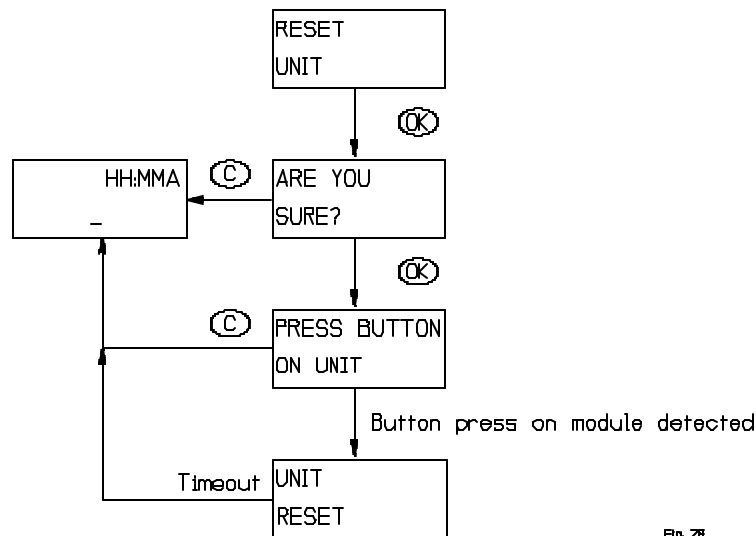 RESET
UNIT
OK
HH:MMA
_
C
ARE YOU
SURE?
OK
C
PRESS BUTTON
ON UNIT
Button press on module detected
Timeout
UNIT
RESET